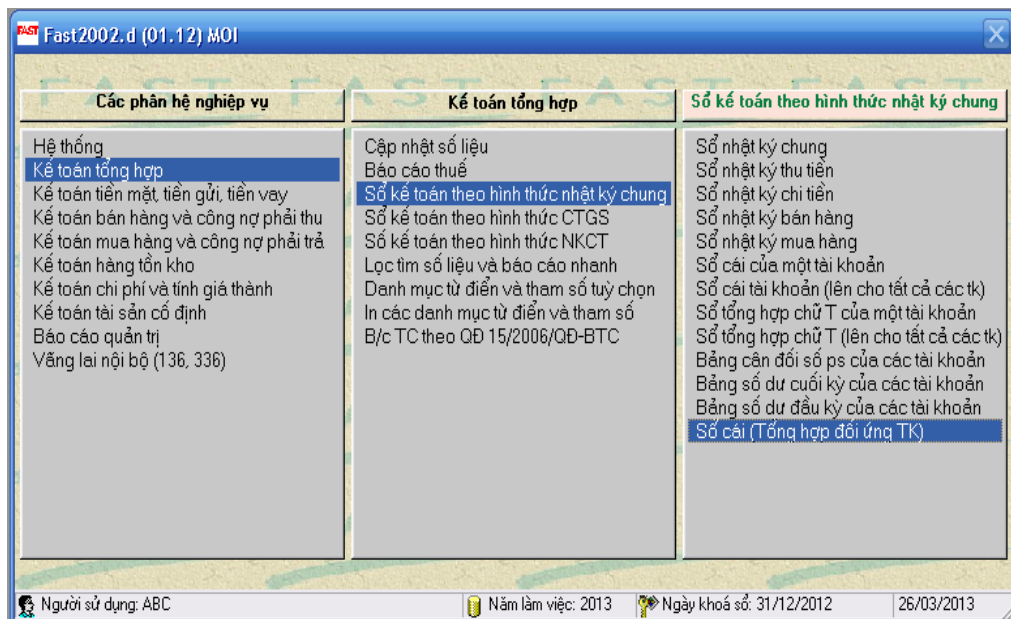 FAST Fast2002.d (01.12) MOI
FAST FAST FAST
Các phân hệ nghiệp vụ
Kế toán tổng hợp
Sổ kế toán theo hình thức nhật ký chung
Hệ thống
Kế toán tổng hợp
Kế toán tiền mặt, tiền gửi, tiền vay
Kế toán bán hàng và công nợ phải thu
Kế toán mua hàng và công nợ phải trả
Kế toán hàng tồn kho
Kế toán chi phí và tính giá thành
Kế toán tài sản cố định
Báo cáo quản trị
Vãng lai nội bộ (136, 336)
Cập nhật số liệu
Báo cáo thuế
Sổ kế toán theo hình thức nhật ký chung
Sổ kế toán theo hình thức CTGS
Sổ kế toán theo hình thức NKCT
Lọc tìm số liệu và báo cáo nhanh
Danh mục từ điển và tham số tuỳ chọn
In các danh mục từ điển và tham số
B/c TC theo QĐ 15/2006/QĐ-BTC
Sổ nhật ký chung
Sổ nhật ký thu tiền
Sổ nhật ký chi tiền
Sổ nhật ký bán hàng
Sổ nhật ký mua hàng
Sổ cái của một tài khoản
Sổ cái tài khoản (lên cho tất cả các tk)
Sổ tổng hợp chữ T của một tài khoản
Sổ tổng hợp chữ T (lên cho tất cả các tk)
Bảng cân đối số ps của các tài khoản
Bảng số dư cuối kỳ của các tài khoản
Bảng số dư đầu kỳ của các tài khoản
Sổ cái (Tổng hợp đối ứng TK)
Người sử dụng: ABC
Năm làm việc: 2013
Ngày khoá sổ: 31/12/2012
26/03/2013